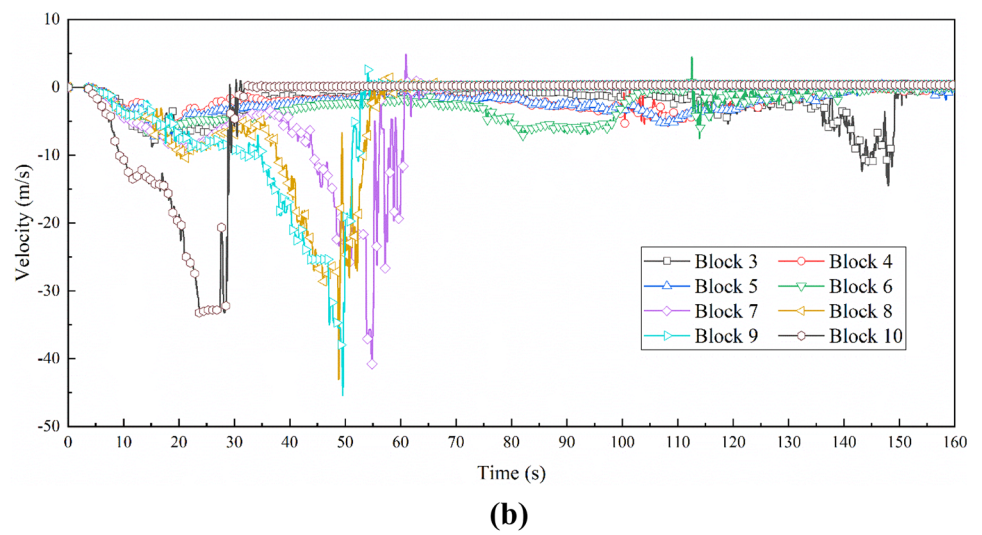 10
0
-10
-20
-30
-40
-50
Velocity (m/s)
Block 3 Block 4
Block 5 Block 6
Block 7 Block 8
Block 9 Block 10
0 10 20 30 40 50 60 70 80 90 100 110 120 130 140 150 160
Time (s)
(b)